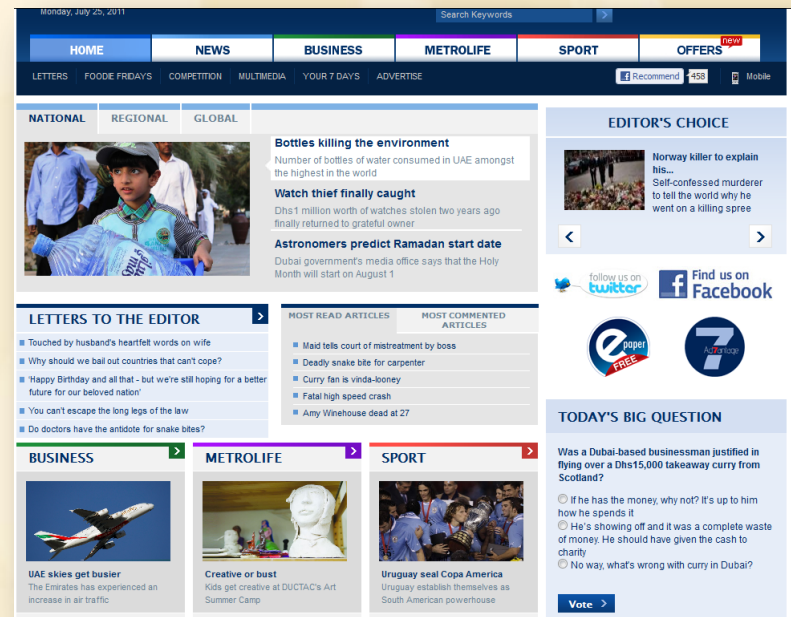 Monday, July 25, 2011
Search Keywords
HOME
NEWS
BUSINESS
METROLIFE
SPORT
OFFERS
new
LETTERS
FOODIE FRIDAYS
COMPETITION
MULTIMEDIA
YOUR 7 DAYS
ADVERTISE
Recommend
458
Mobile
NATIONAL
REGIONAL
GLOBAL
Bottles killing the environment
Number of bottles of water consumed in UAE amongst
the highest in the world
Watch thief finally caught
Dhs1 million worth of watches stolen two years ago
finally returned to grateful owner
Astronomers predict Ramadan start date
Dubai government's media office says that the Holy
Month will start on August 1
EDITOR'S CHOICE
Norway killer to explain
his...
Self-confessed murderer
to tell the world why he
went on a killing spree
follow us on
twitter
Find us on
Facebook
e paper
FREE
7
Ad7antage
LETTERS TO THE EDITOR
Touched by husband's heartfelt words on wife
Why should we bail out countries that can't cope?
'Happy Birthday and all that - but we're still hoping for a better
future for our beloved nation'
You can't escape the long legs of the law
Do doctors have the antidote for snake bites?
MOST READ ARTICLES
MOST COMMENTED
ARTICLES
Maid tells court of mistreatment by boss
Deadly snake bite for carpenter
Curry fan is vinda-looney
Fatal high speed crash
Amy Winehouse dead at 27
BUSINESS
UAE skies get busier
The Emirates has experienced an
increase in air traffic
METROLIFE
Creative or bust
Kids get creative at DUCTAC's Art
Summer Camp
SPORT
Uruguay seal Copa America
Uruguay establish themselves as
South American powerhouse
TODAY'S BIG QUESTION
Was a Dubai-based businessman justified in
flying over a Dhs15,000 takeaway curry from
Scotland?
If he has the money, why not? It's up to him
how he spends it
He's showing off and it was a complete waste
of money. He should have given the cash to
charity
No way, what's wrong with curry in Dubai?
Vote